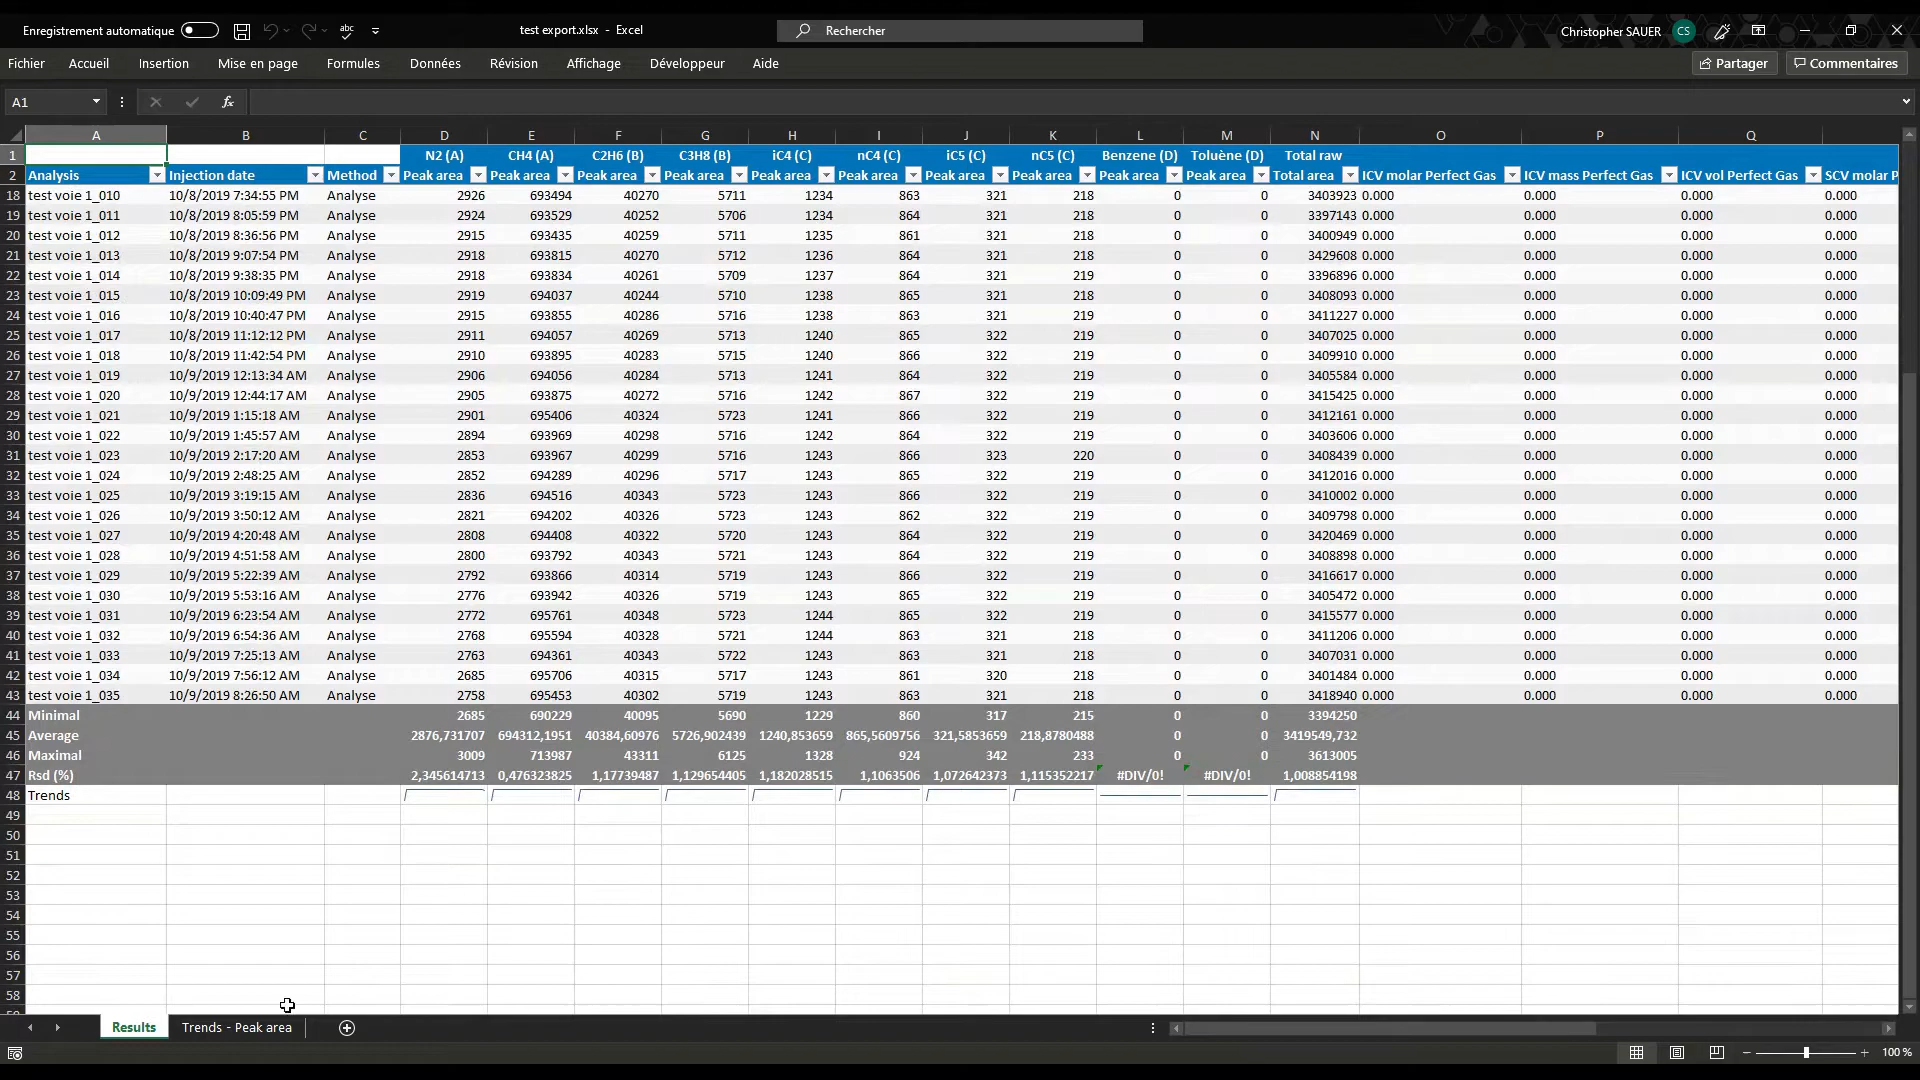 Enregistrement automatique abc test export.xlsx - Excel Rechercher Christopher SAUER CS
Fichier Accueil Insertion Mise en page Formules Données Révision Affichage Développeur Aide Partager Commentaires
A1 fx
A B C D E F G H I J K L M N O P Q
1 N2 (A) CH4 (A) C2H6 (B) C3H8 (B) iC4 (C) nC4 (C) iC5 (C) nC5 (C) Benzene (D) Toluène (D) Total raw
2 Analysis Injection date Method Peak area Peak area Peak area Peak area Peak area Peak area Peak area Peak area Peak area Peak area Total area ICV molar Perfect Gas ICV mass Perfect Gas ICV vol Perfect Gas SCV molar P
18 test voie 1_010 10/8/2019 7:34:55 PM Analyse 2926 693494 40270 5711 1234 863 321 218 0 0 3403923 0.000 0.000 0.000 0.000
19 test voie 1_011 10/8/2019 8:05:59 PM Analyse 2924 693529 40252 5706 1234 864 321 218 0 0 3397143 0.000 0.000 0.000 0.000
20 test voie 1_012 10/8/2019 8:36:56 PM Analyse 2915 693435 40259 5711 1235 861 321 218 0 0 3400949 0.000 0.000 0.000 0.000
21 test voie 1_013 10/8/2019 9:07:54 PM Analyse 2918 693815 40270 5712 1236 864 321 218 0 0 3429608 0.000 0.000 0.000 0.000
22 test voie 1_014 10/8/2019 9:38:35 PM Analyse 2918 693834 40261 5709 1237 864 321 219 0 0 3396896 0.000 0.000 0.000 0.000
23 test voie 1_015 10/8/2019 10:09:49 PM Analyse 2919 694037 40244 5710 1238 865 321 218 0 0 3408093 0.000 0.000 0.000 0.000
24 test voie 1_016 10/8/2019 10:40:47 PM Analyse 2915 693855 40286 5716 1238 863 321 219 0 0 3411227 0.000 0.000 0.000 0.000
25 test voie 1_017 10/8/2019 11:12:12 PM Analyse 2911 694057 40269 5713 1240 865 322 219 0 0 3407025 0.000 0.000 0.000 0.000
26 test voie 1_018 10/8/2019 11:42:54 PM Analyse 2910 693895 40283 5715 1240 866 322 219 0 0 3409910 0.000 0.000 0.000 0.000
27 test voie 1_019 10/9/2019 12:13:34 AM Analyse 2906 694056 40284 5713 1241 864 322 219 0 0 3405584 0.000 0.000 0.000 0.000
28 test voie 1_020 10/9/2019 12:44:17 AM Analyse 2905 693875 40272 5716 1242 867 322 219 0 0 3415425 0.000 0.000 0.000 0.000
29 test voie 1_021 10/9/2019 1:15:18 AM Analyse 2901 695406 40324 5723 1241 866 322 219 0 0 3412161 0.000 0.000 0.000 0.000
30 test voie 1_022 10/9/2019 1:45:57 AM Analyse 2894 693969 40298 5716 1242 864 322 219 0 0 3403606 0.000 0.000 0.000 0.000
31 test voie 1_023 10/9/2019 2:17:20 AM Analyse 2853 693967 40299 5716 1243 866 323 220 0 0 3408439 0.000 0.000 0.000 0.000
32 test voie 1_024 10/9/2019 2:48:25 AM Analyse 2852 694289 40296 5717 1243 865 322 219 0 0 3412016 0.000 0.000 0.000 0.000
33 test voie 1_025 10/9/2019 3:19:15 AM Analyse 2836 694516 40343 5723 1243 866 322 219 0 0 3410002 0.000 0.000 0.000 0.000
34 test voie 1_026 10/9/2019 3:50:12 AM Analyse 2821 694202 40326 5723 1243 862 322 219 0 0 3409798 0.000 0.000 0.000 0.000
35 test voie 1_027 10/9/2019 4:20:48 AM Analyse 2808 694408 40322 5720 1243 864 322 219 0 0 3420469 0.000 0.000 0.000 0.000
36 test voie 1_028 10/9/2019 4:51:58 AM Analyse 2800 693792 40343 5721 1243 864 322 219 0 0 3408898 0.000 0.000 0.000 0.000
37 test voie 1_029 10/9/2019 5:22:39 AM Analyse 2792 693866 40314 5719 1243 866 322 219 0 0 3416617 0.000 0.000 0.000 0.000
38 test voie 1_030 10/9/2019 5:53:16 AM Analyse 2776 693942 40326 5719 1243 865 322 219 0 0 3405472 0.000 0.000 0.000 0.000
39 test voie 1_031 10/9/2019 6:23:54 AM Analyse 2772 695761 40348 5723 1244 865 322 219 0 0 3415577 0.000 0.000 0.000 0.000
40 test voie 1_032 10/9/2019 6:54:36 AM Analyse 2768 695594 40328 5721 1244 863 321 218 0 0 3411206 0.000 0.000 0.000 0.000
41 test voie 1_033 10/9/2019 7:25:13 AM Analyse 2763 694361 40343 5722 1243 863 321 218 0 0 3407031 0.000 0.000 0.000 0.000
42 test voie 1_034 10/9/2019 7:56:12 AM Analyse 2685 695706 40315 5717 1243 861 320 218 0 0 3401484 0.000 0.000 0.000 0.000
43 test voie 1_035 10/9/2019 8:26:50 AM Analyse 2758 695453 40302 5719 1243 863 321 218 0 0 3418940 0.000 0.000 0.000 0.000
44 Minimal 2685 690229 40095 5690 1229 860 317 215 0 0 3394250
45 Average 2876,731707 694312,1951 40384,60976 5726,902439 1240,853659 865,5609756 321,5853659 218,8780488 0 0 3419549,732
46 Maximal 3009 713987 43311 6125 1328 924 342 233 0 0 3613005
47 Rsd (%) 2,345614713 0,476323825 1,17739487 1,129654405 1,182028515 1,1063506 1,072642373 1,115352217 #DIV/0! #DIV/0! 1,008854198
48 Trends
49
50
51
52
53
54
55
56
57
58
Results Trends - Peak area
100 %